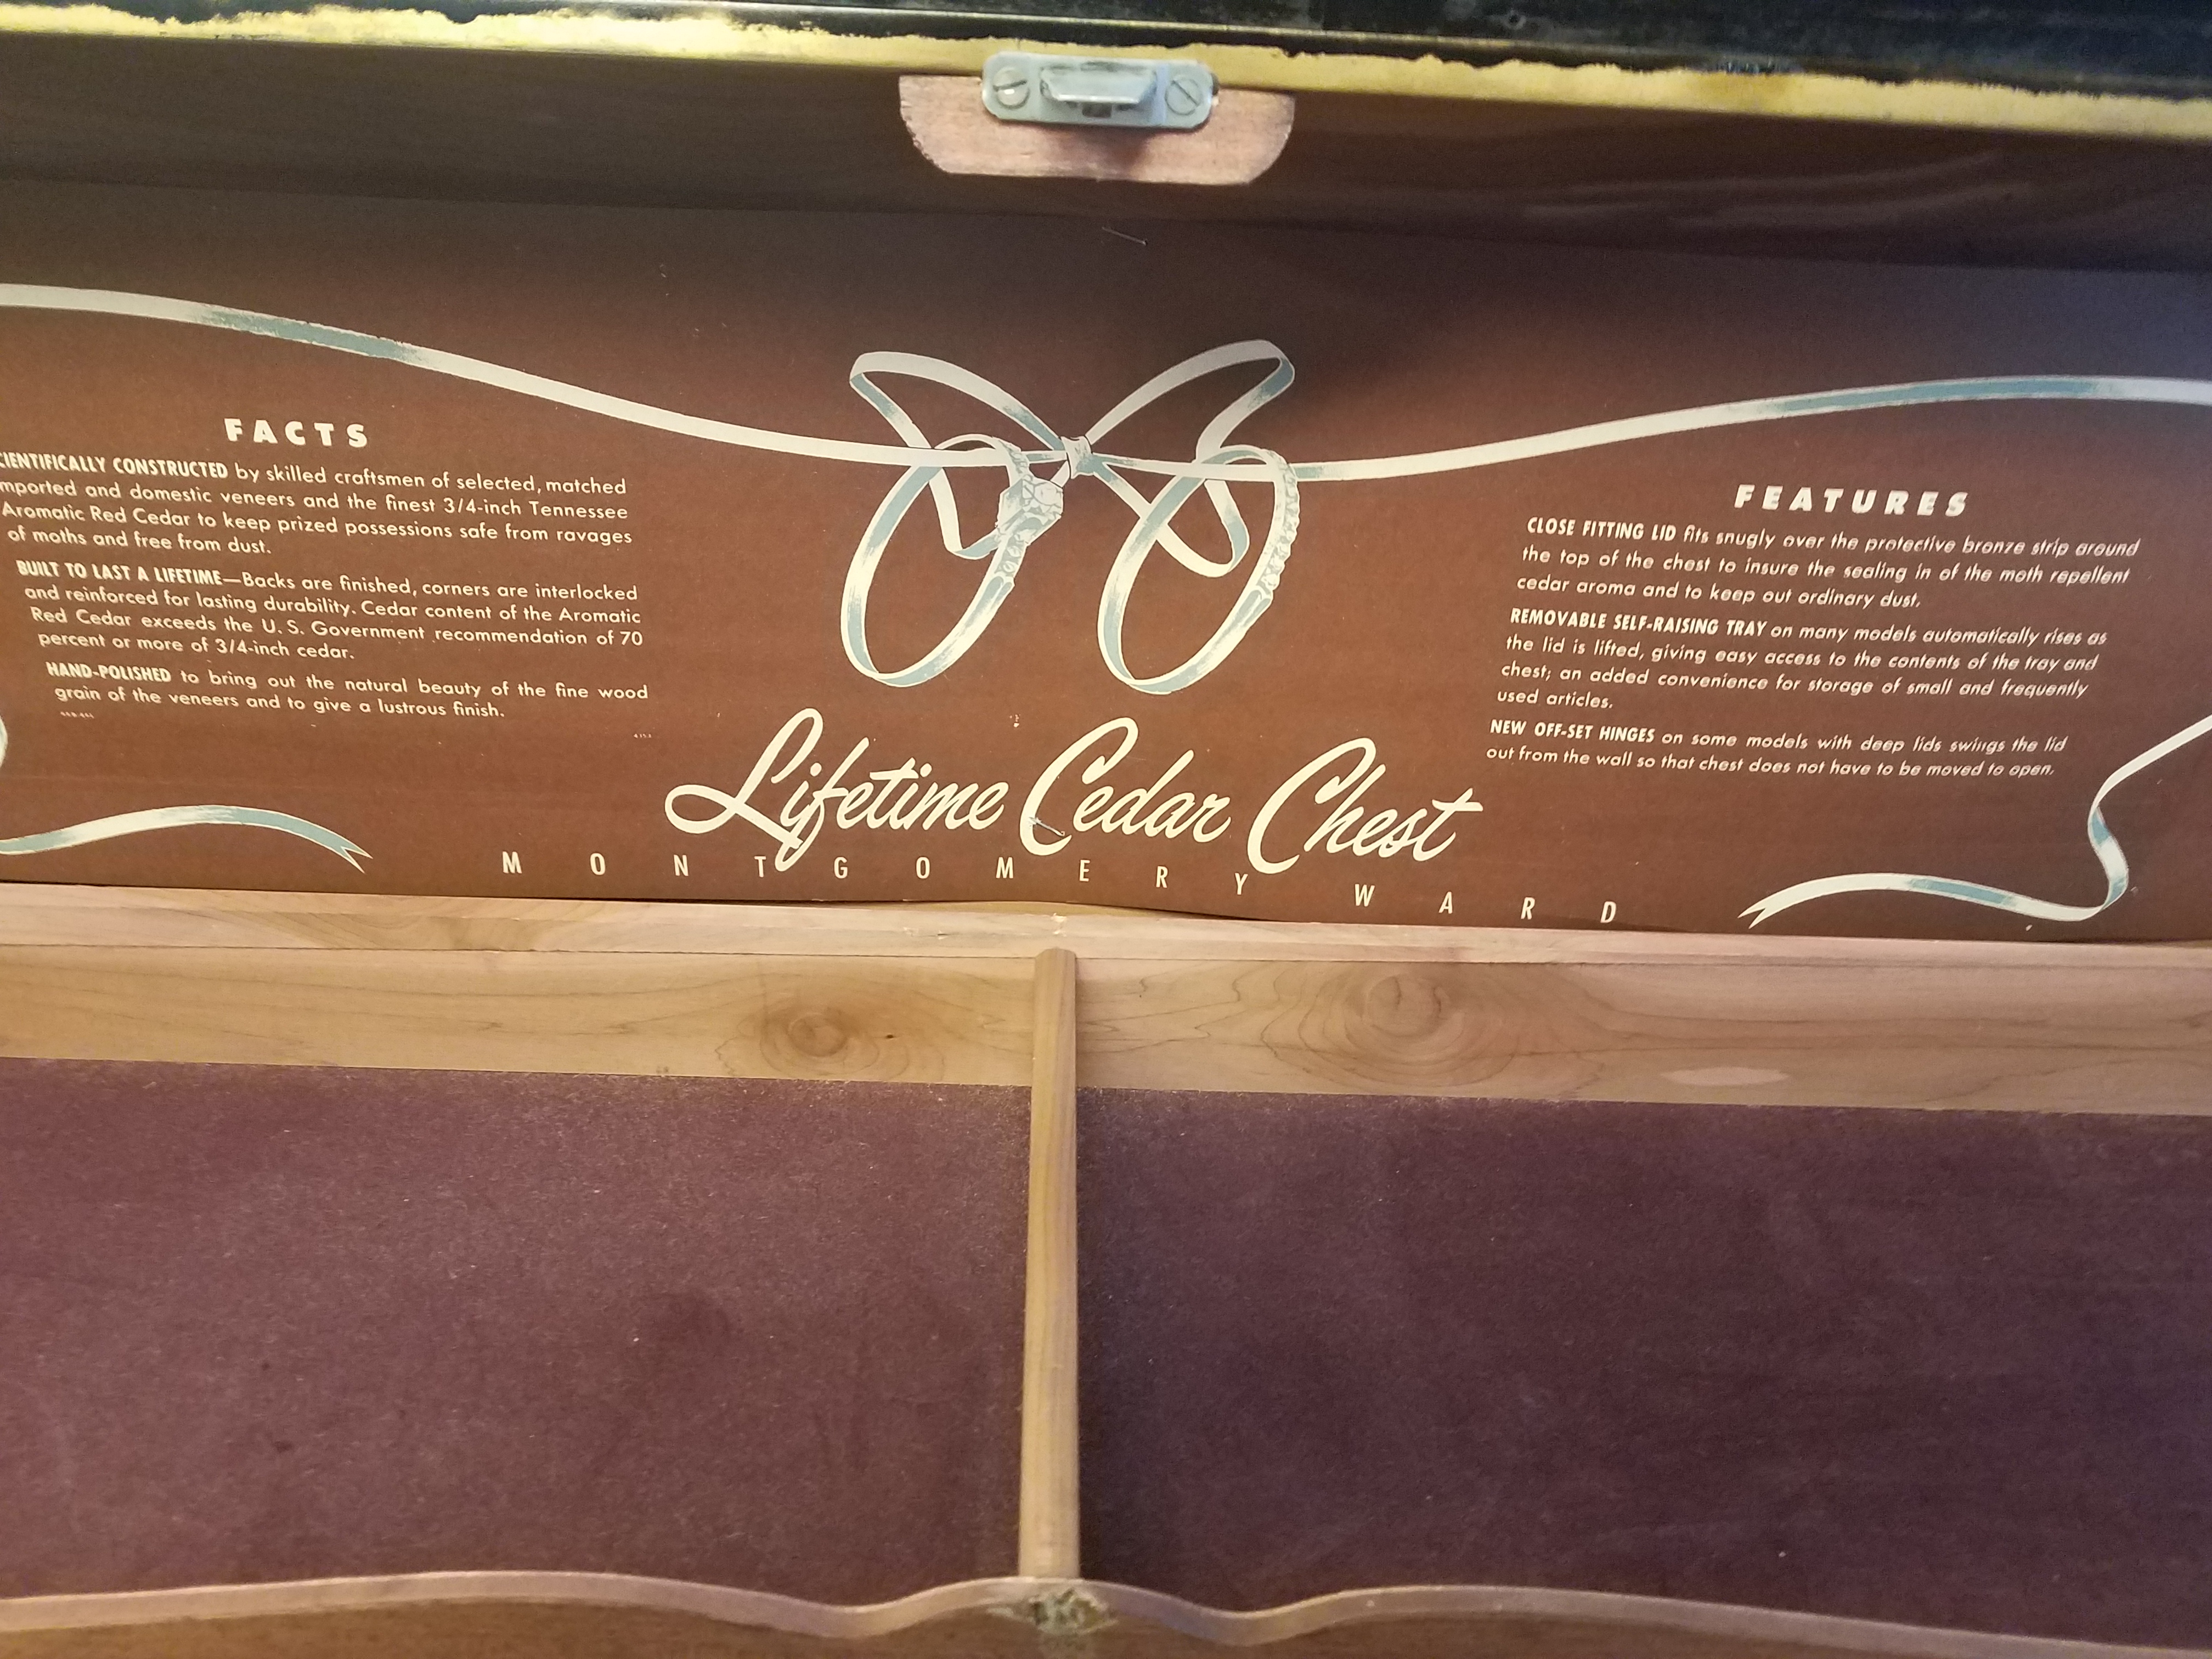 FACTS
CIENTIFICALLY CONSTRUCTED by skilled craftsmen of selected, matched
mported and domestic veneers and the finest 3/4-inch Tennessee
Aromatic Red Cedar to keep prized possessions safe from ravages
of moths and free from dust.
BUILT TO LAST A LIFETIME—Backs are finished, corners are interlocked
and reinforced for lasting durability. Cedar content of the Aromatic
Red Cedar exceeds the U. S. Government recommendation of 70
percent or more of 3/4-inch cedar.
HAND-POLISHED to bring out the natural beauty of the fine wood
grain of the veneers and to give a lustrous finish.
FEATURES
CLOSE FITTING LID fits snugly over the protective bronze strip around
the top of the chest to insure the sealing in of the moth repellent
cedar aroma and to keep out ordinary dust.
REMOVABLE SELF-RAISING TRAY on many models automatically rises as
the lid is lifted, giving easy access to the contents of the tray and
chest; an added convenience for storage of small and frequently
used articles.
NEW OFF-SET HINGES on some models with deep lids swings the lid
out from the wall so that chest does not have to be moved to open.
Lifetime Cedar Chest
MONTGOMERY WARD